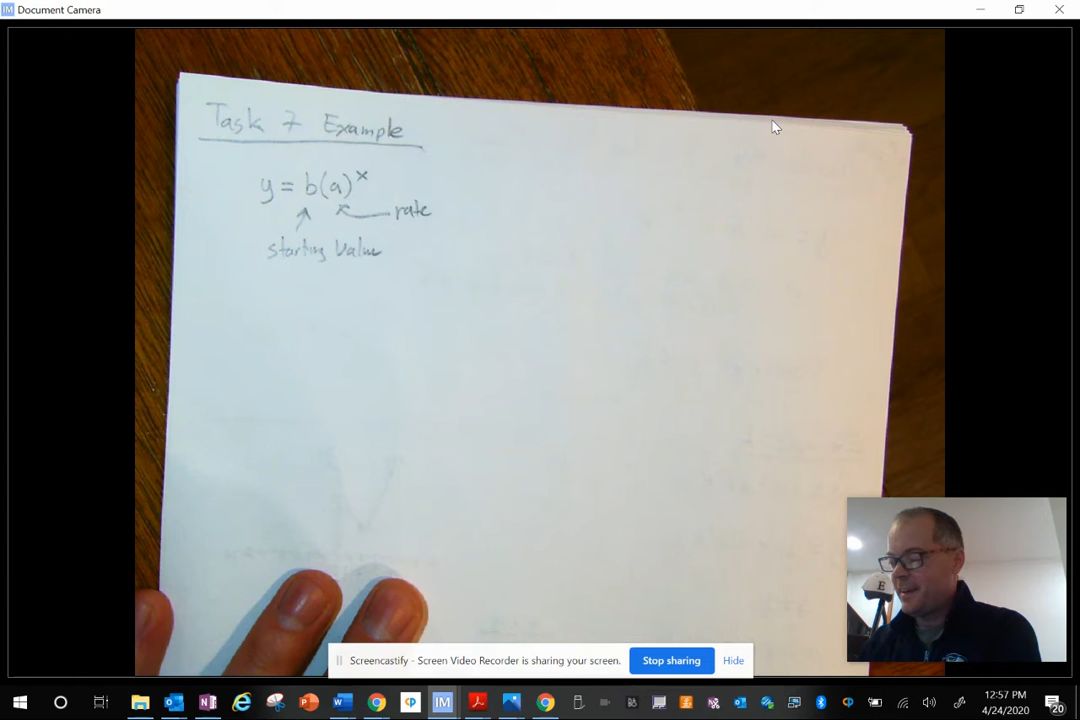 Document Camera
Task 7 Example
y = b(a)^x
rate
starting value
E
Screencastify - Screen Video Recorder is sharing your screen.
Stop sharing
Hide
12:57 PM
4/24/2020
20